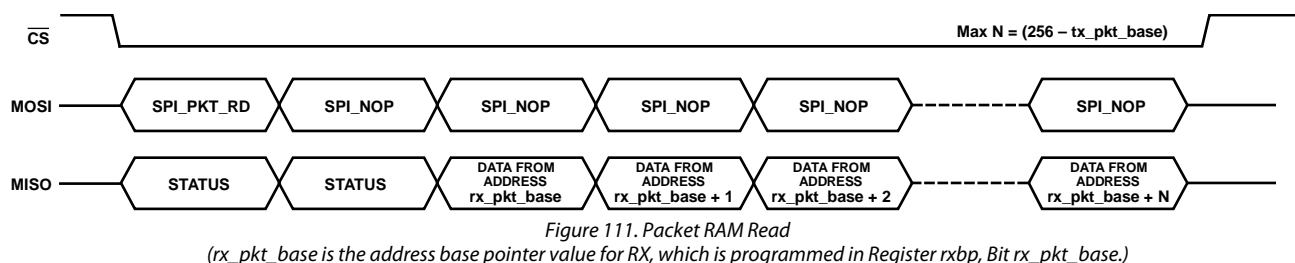 CS
Max N = (256 – tx_pkt_base)
MOSI
SPI_PKT_RD
SPI_NOP
SPI_NOP
SPI_NOP
SPI_NOP
SPI_NOP
MISO
STATUS
STATUS
DATA FROM
ADDRESS
rx_pkt_base
DATA FROM
ADDRESS
rx_pkt_base + 1
DATA FROM
ADDRESS
rx_pkt_base + 2
DATA FROM
ADDRESS
rx_pkt_base + N
Figure 111. Packet RAM Read
(rx_pkt_base is the address base pointer value for RX, which is programmed in Register rxbp, Bit rx_pkt_base.)